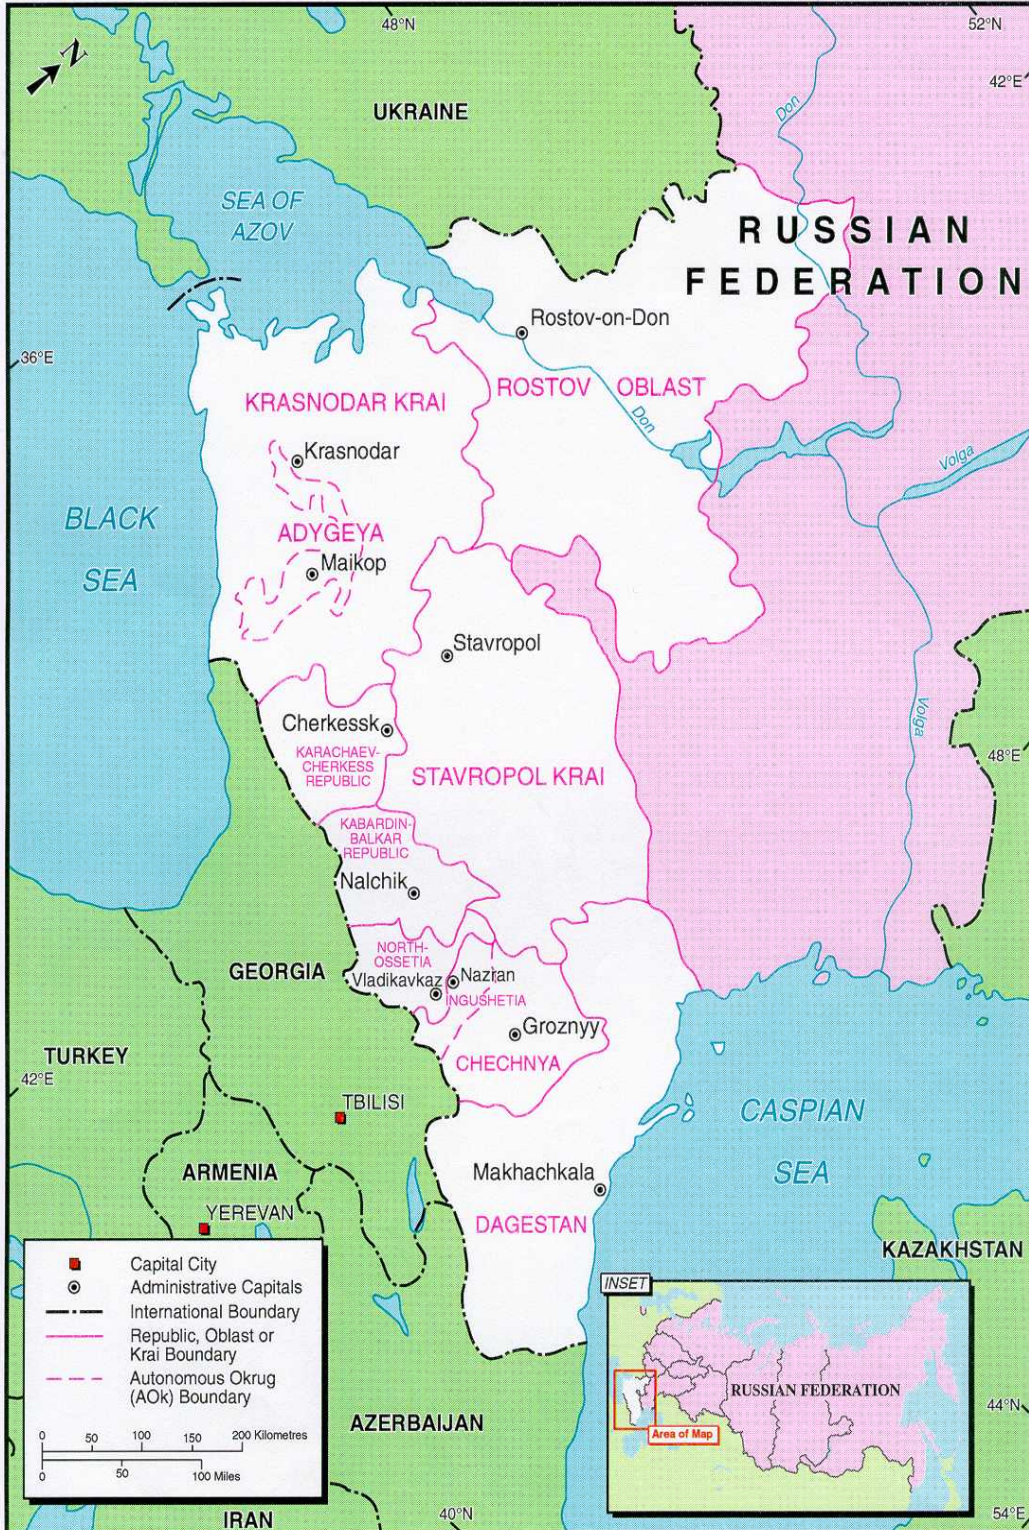 48°N
52°N
N
42°E
UKRAINE
Don
SEA OF
AZOV
RUSSIAN
FEDERATION
Rostov-on-Don
36°E
KRASNODAR KRAI
ROSTOV OBLAST
Don
Krasnodar
Volga
BLACK
SEA
ADYGEYA
Maikop
Stavropol
Volga
Cherkessk
KARACHAEV-
CHERKESS
REPUBLIC
STAVROPOL KRAI
48°E
KABARDIN-
BALKAR
REPUBLIC
Nalchik
NORTH-
OSSETIA
GEORGIA
Nazran
Vladikavkaz
INGUSHETIA
Groznyy
TURKEY
CHECHNYA
42°E
TBILISI
CASPIAN
SEA
ARMENIA
Makhachkala
YEREVAN
DAGESTAN
KAZAKHSTAN
Capital City
Administrative Capitals
International Boundary
Republic, Oblast or
Krai Boundary
Autonomous Okrug
(AOk) Boundary
0 50 100 150 200 Kilometres
0 50 100 Miles
INSET
RUSSIAN FEDERATION
Area of Map
44°N
AZERBAIJAN
IRAN
40°N
54°E